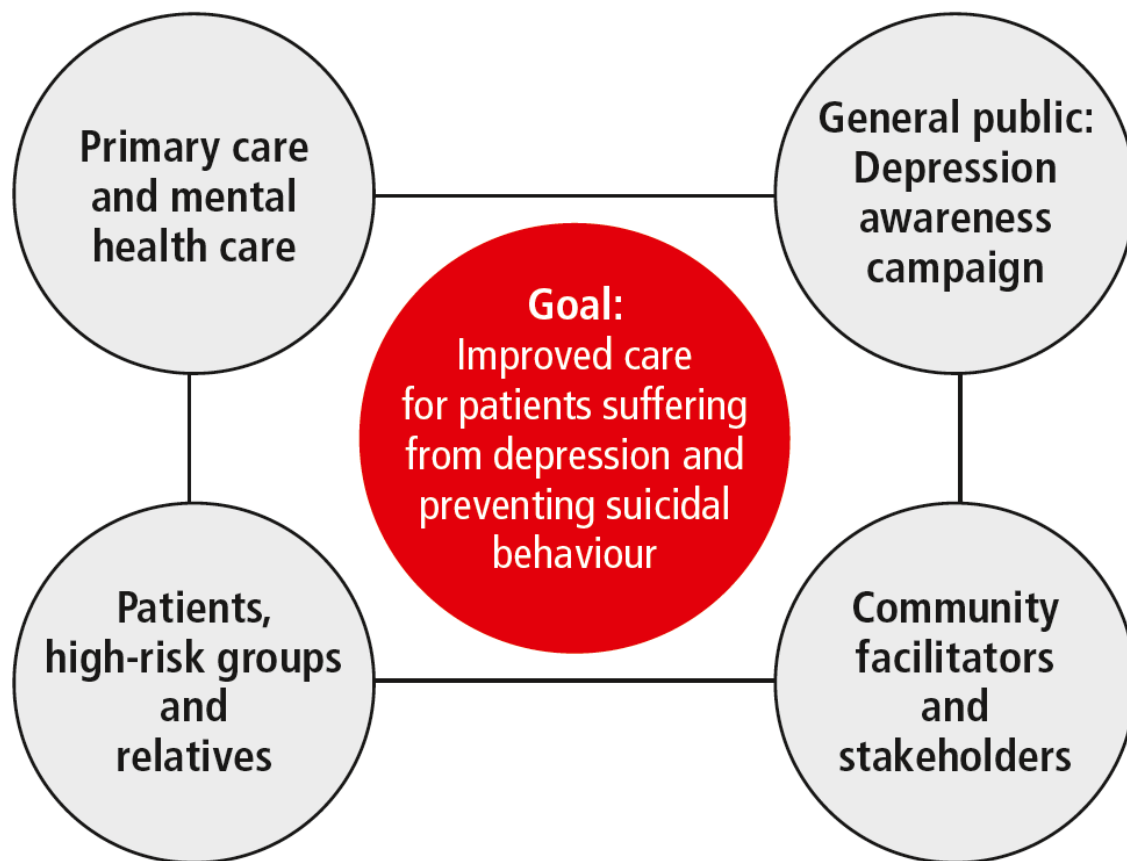 Primary care
and mental
health care
General public:
Depression
awareness
campaign
Goal:
Improved care
for patients suffering
from depression and
preventing suicidal
behaviour
Patients,
high-risk groups
and
relatives
Community
facilitators
and
stakeholders